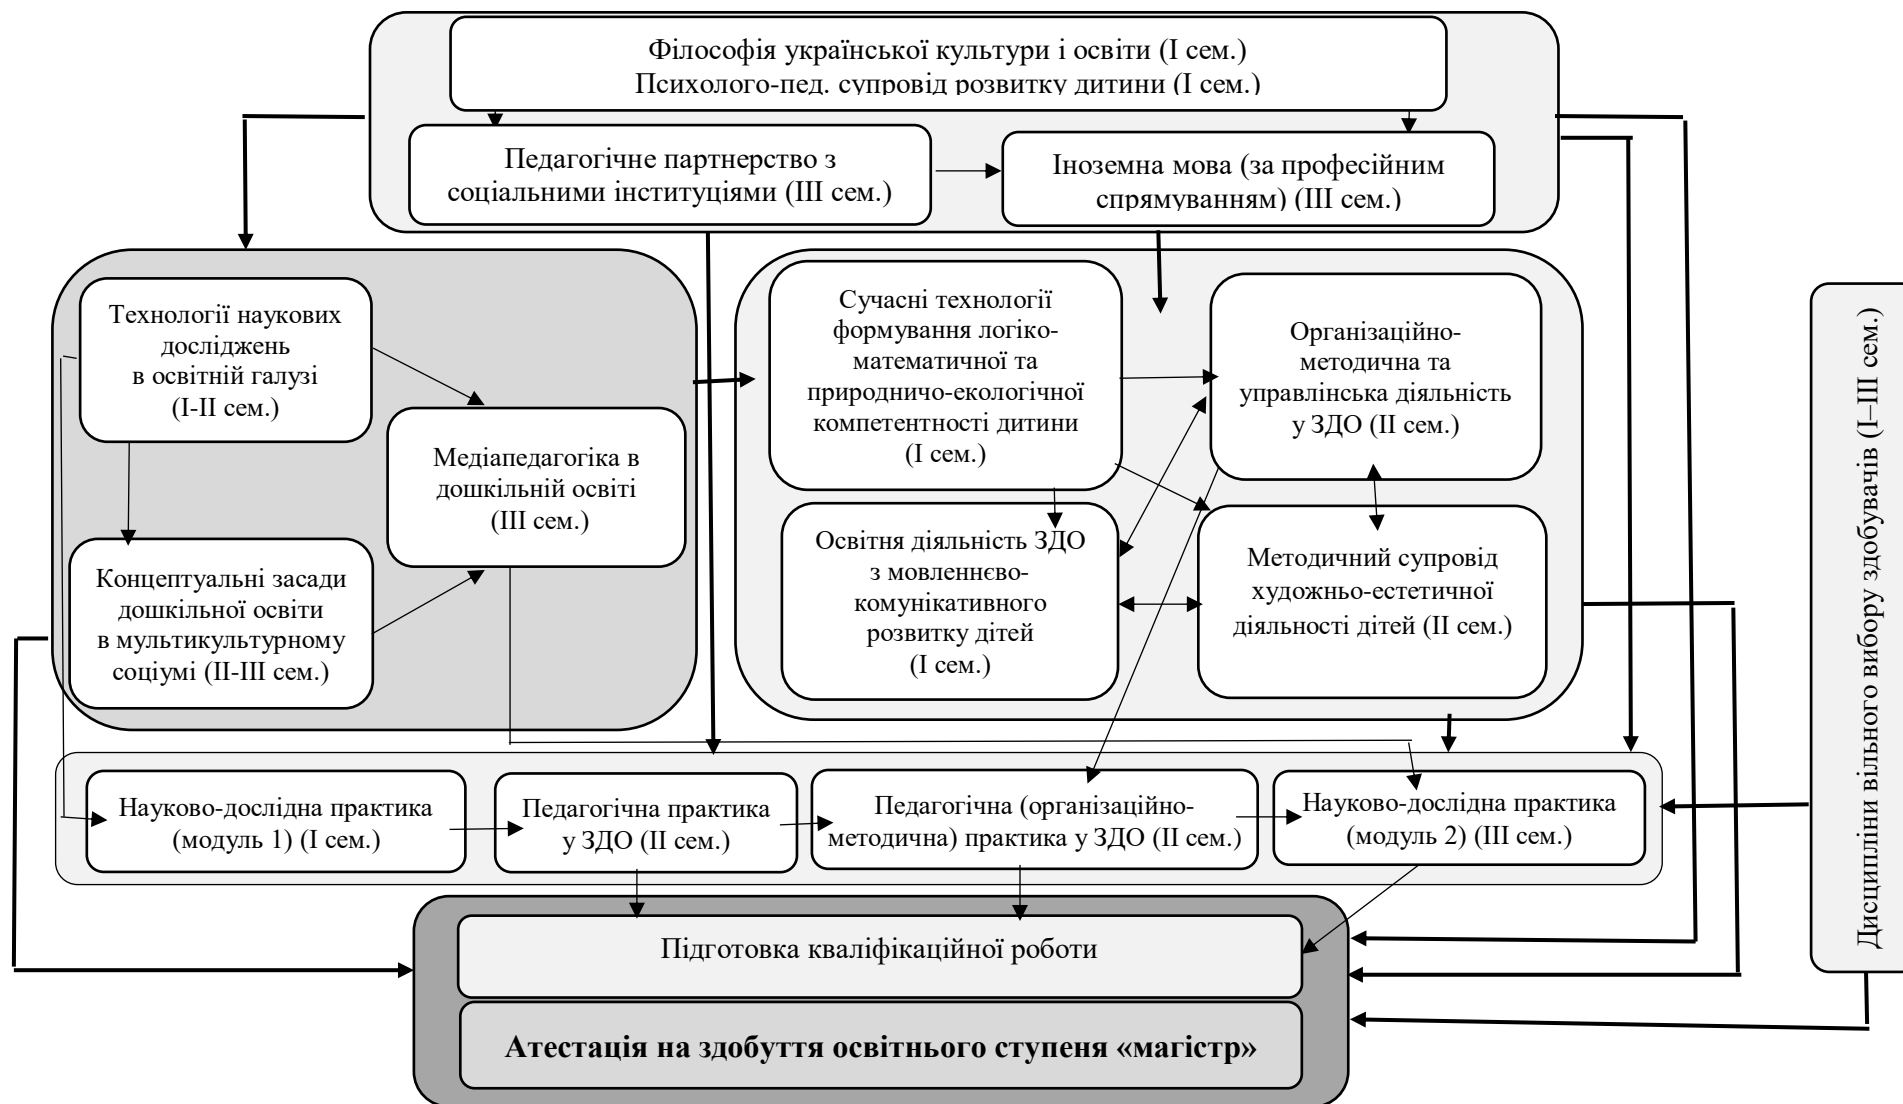 Філософія української культури і освіти (І сем.)
Психолого-пед. супровід розвитку дитини (І сем.)
Педагогічне партнерство з
соціальними інституціями (ІІІ сем.)
Іноземна мова (за професійним
спрямуванням) (ІІІ сем.)
Технології наукових
досліджень
в освітній галузі
(І-ІІ сем.)
Медіапедагогіка в
дошкільній освіті
(ІІІ сем.)
Концептуальні засади
дошкільної освіти
в мультикультурному
соціумі (ІІ-ІІІ сем.)
Сучасні технології
формування логіко-
математичної та
природничо-екологічної
компетентності дитини
(І сем.)
Організаційно-
методична та
управлінська діяльність
у ЗДО (ІІ сем.)
Освітня діяльність ЗДО
з мовленнєво-
комунікативного
розвитку дітей
(І сем.)
Методичний супровід
художньо-естетичної
діяльності дітей (ІІ сем.)
Дисципліни вільного вибору здобувачів (І–ІІІ сем.)
Науково-дослідна практика
(модуль 1) (І сем.)
Педагогічна практика
у ЗДО (ІІ сем.)
Педагогічна (організаційно-
методична) практика у ЗДО (ІІ сем.)
Науково-дослідна практика
(модуль 2) (ІІІ сем.)
Підготовка кваліфікаційної роботи
Атестація на здобуття освітнього ступеня «магістр»